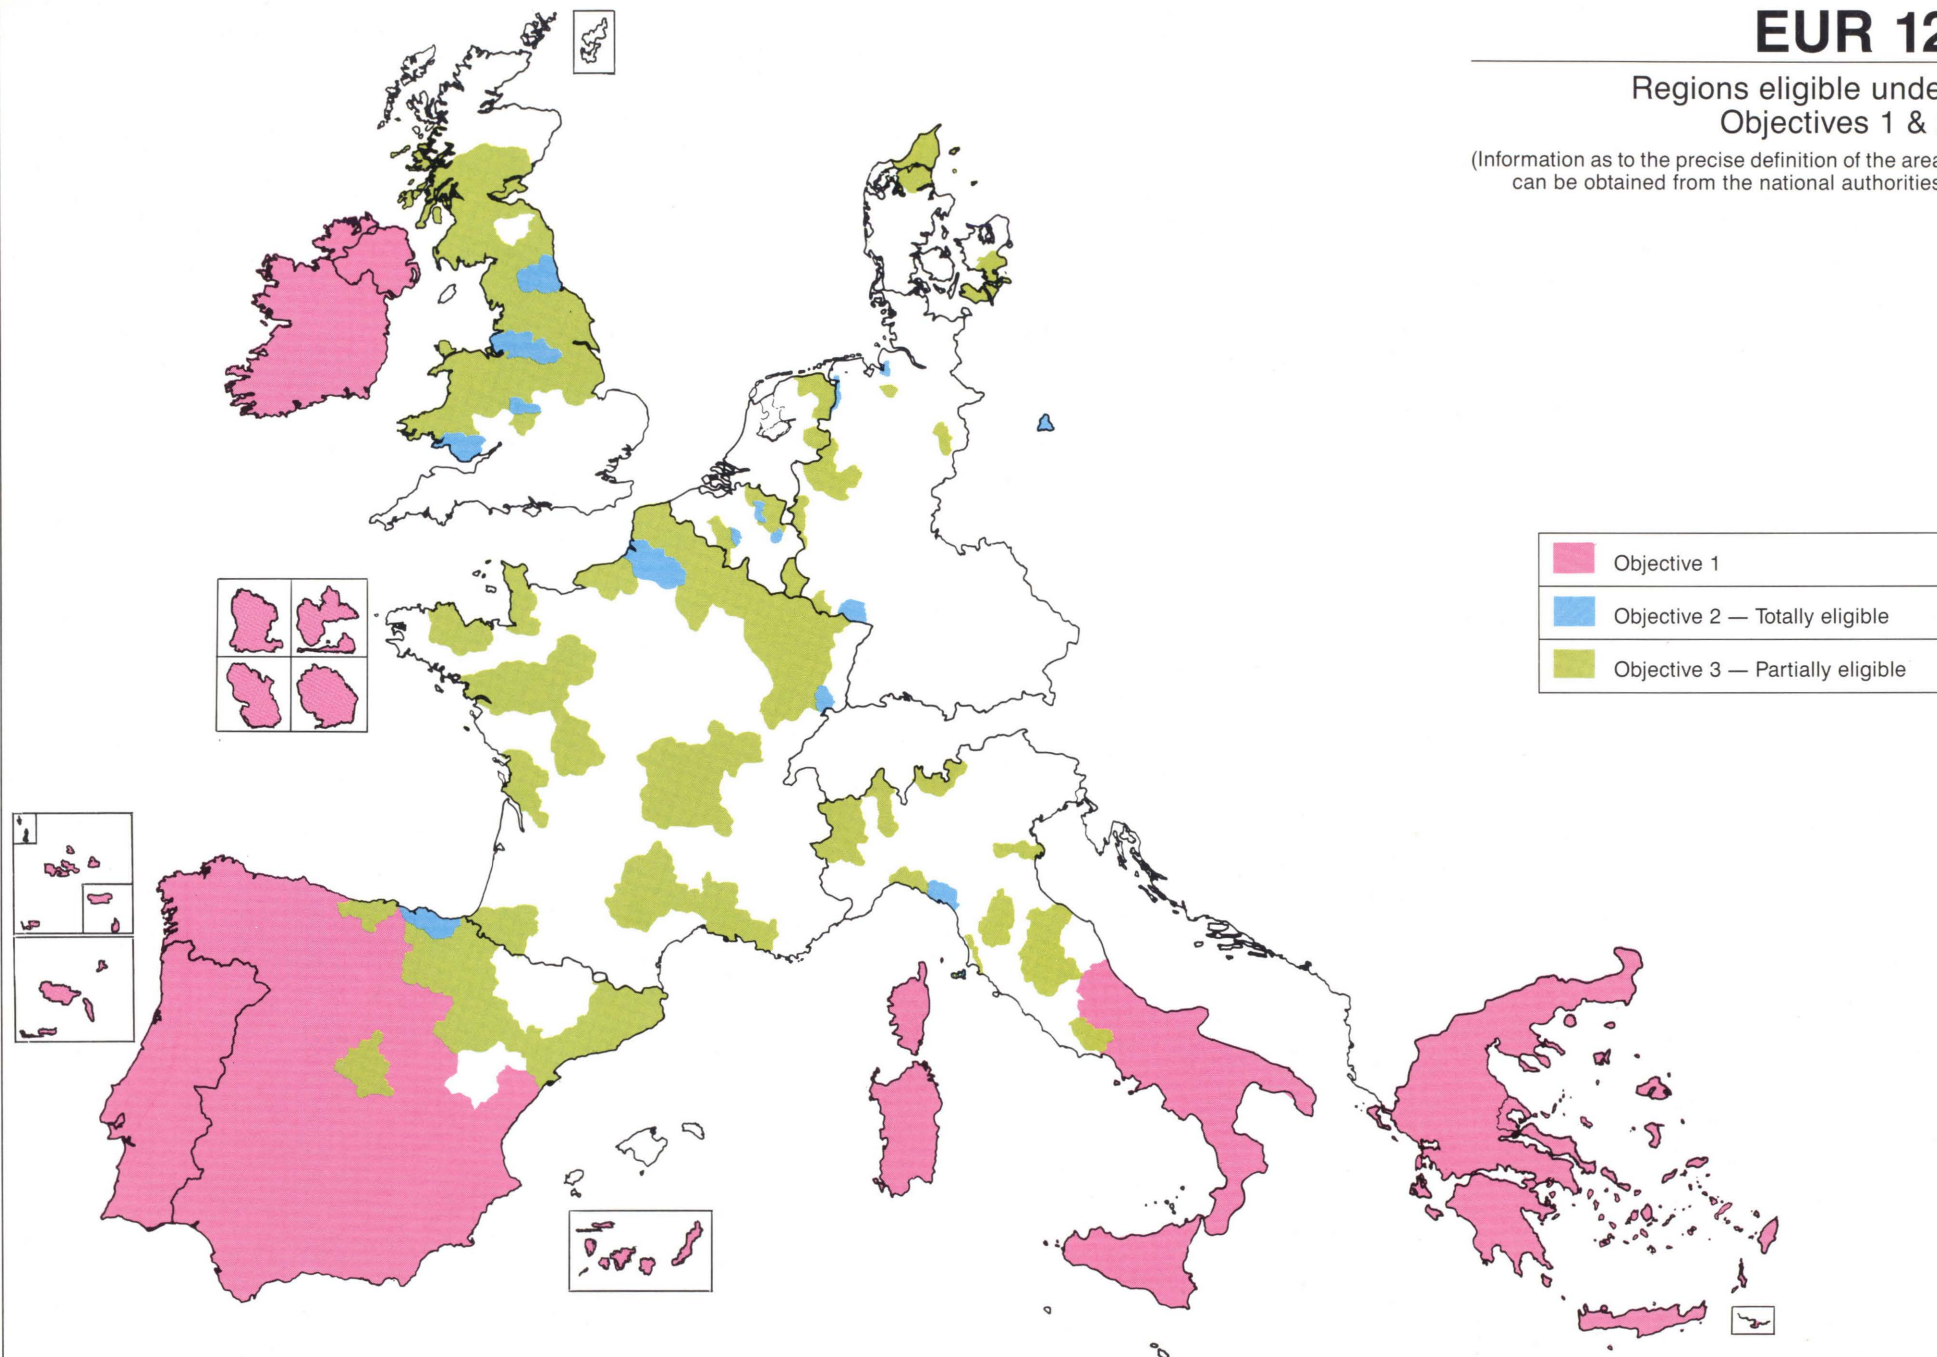 EUR 12
Regions eligible unde
Objectives 1 &
(Information as to the precise definition of the area
can be obtained from the national authorities
Objective 1
Objective 2 — Totally eligible
Objective 3 — Partially eligible